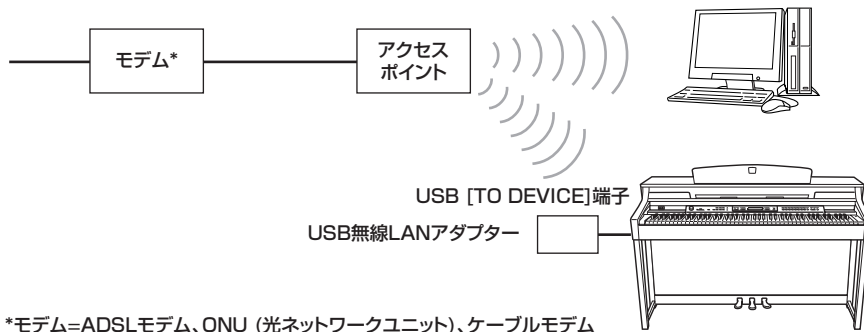 モデム*
アクセス
ポイント
USB [TO DEVICE]端子
USB無線LANアダプター
*モデム=ADSLモデム、ONU (光ネットワークユニット)、ケーブルモデム